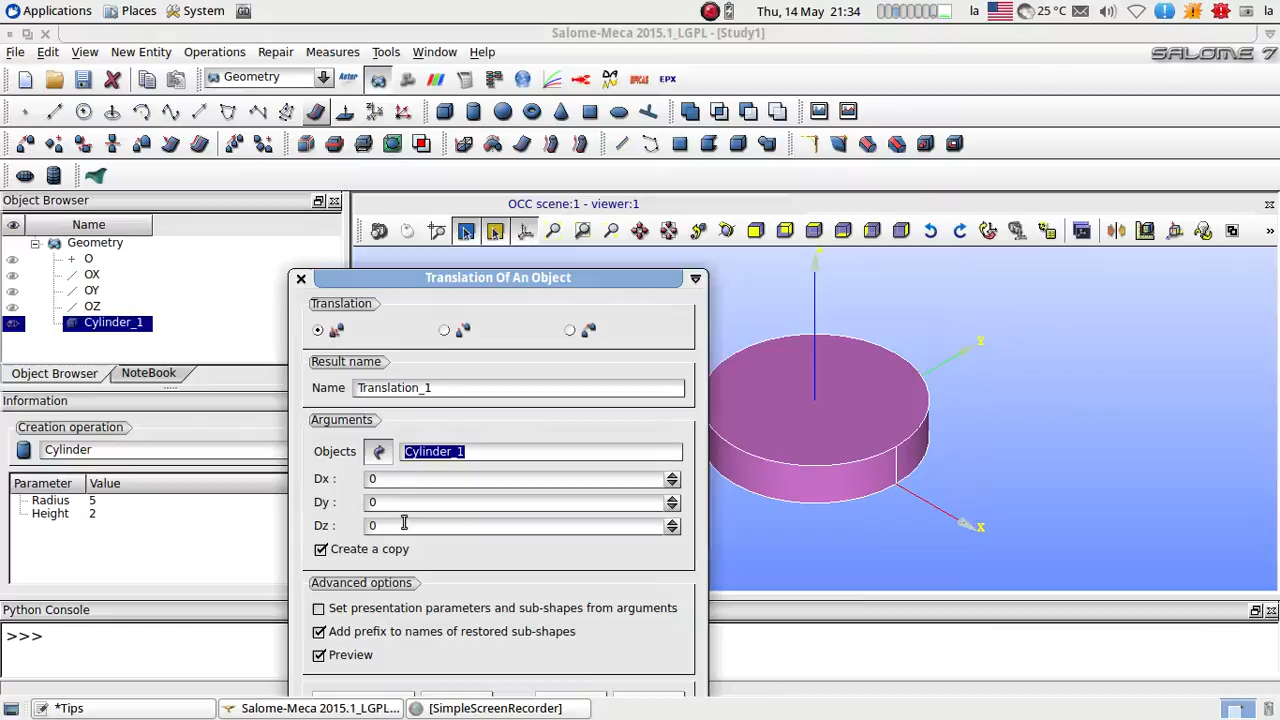 Applications Places System Thu, 14 May 21:34 la 25 °C la
Salome-Meca 2015.1_LGPL - [Study1]
File Edit View New Entity Operations Repair Measures Tools Window Help
SALOME 7
Geometry Aster EFICAS EPX
Object Browser
OCC scene:1 - viewer:1
Name
Geometry
O
OX
OY
OZ
Cylinder_1
Object Browser NoteBook
Information
Creation operation
Cylinder
Parameter Value
Radius 5
Height 2
Translation Of An Object
Translation
Result name
Name Translation_1
Arguments
Objects Cylinder_1
Dx : 0
Dy : 0
Dz : 0
Create a copy
Advanced options
Set presentation parameters and sub-shapes from arguments
Add prefix to names of restored sub-shapes
Preview
Y
X
Python Console
>>>
*Tips Salome-Meca 2015.1_LGPL... [SimpleScreenRecorder]